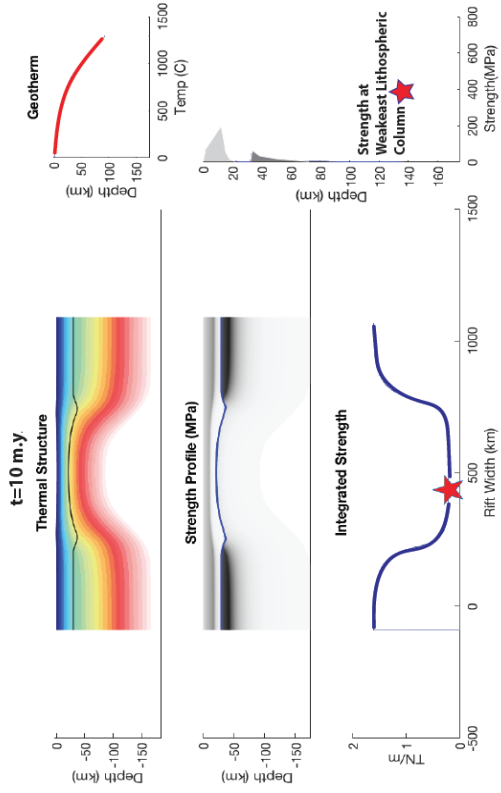 t=10 m.y.
Thermal Structure
Depth (km)
0
-50
-100
-150
Geotherm
Depth (km)
0
50
100
150
0
500
1000
1500
Temp (C)
Strength Profile (MPa)
Depth (km)
0
-50
-100
-150
Depth (km)
0
20
40
60
80
100
120
140
160
Strength at
Weakeast Lithospheric
Column
0
200
400
600
800
Strength(MPa)
Integrated Strength
TN/m
2
1
0
-500
0
500
1000
1500
Rift Width (km)